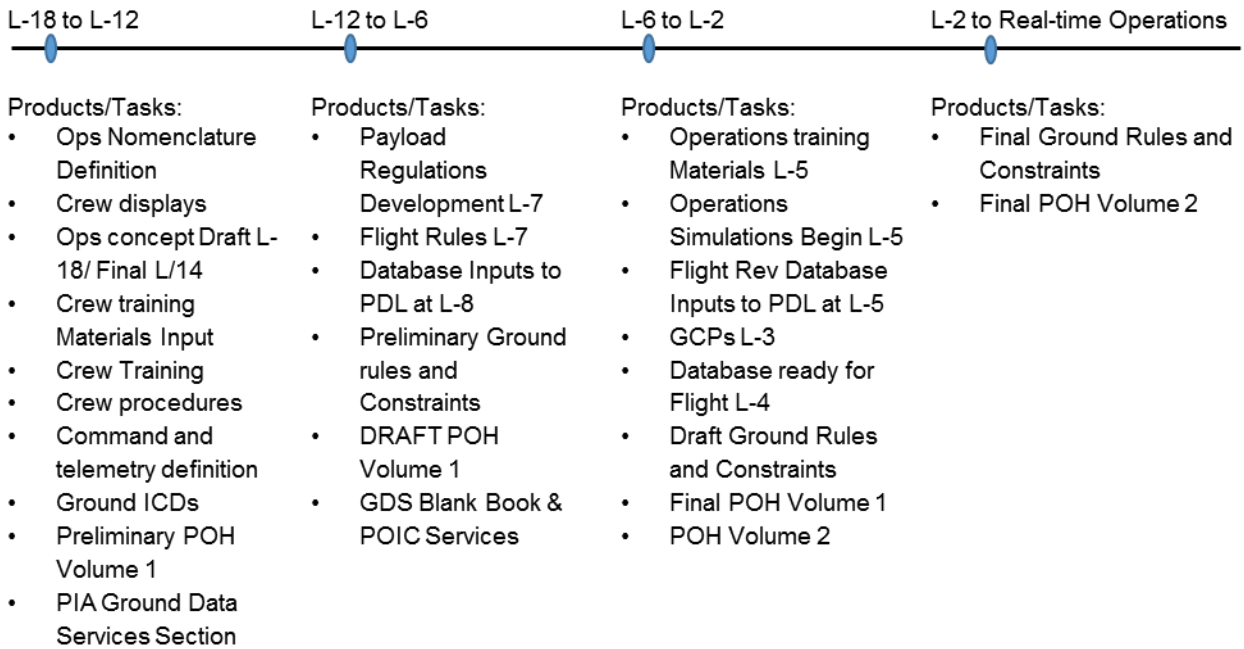 L-18 to L-12
L-12 to L-6
L-6 to L-2
L-2 to Real-time Operations
Products/Tasks:
• Ops Nomenclature
Definition
• Crew displays
• Ops concept Draft L-
18/ Final L/14
• Crew training
Materials Input
• Crew Training
• Crew procedures
• Command and
telemetry definition
• Ground ICDs
• Preliminary POH
Volume 1
• PIA Ground Data
Services Section
Products/Tasks:
• Payload
Regulations
Development L-7
• Flight Rules L-7
• Database Inputs to
PDL at L-8
• Preliminary Ground
rules and
Constraints
• DRAFT POH
Volume 1
• GDS Blank Book &
POIC Services
Products/Tasks:
• Operations training
Materials L-5
• Operations
Simulations Begin L-5
• Flight Rev Database
Inputs to PDL at L-5
• GCPs L-3
• Database ready for
Flight L-4
• Draft Ground Rules
and Constraints
• Final POH Volume 1
• POH Volume 2
Products/Tasks:
• Final Ground Rules and
Constraints
• Final POH Volume 2